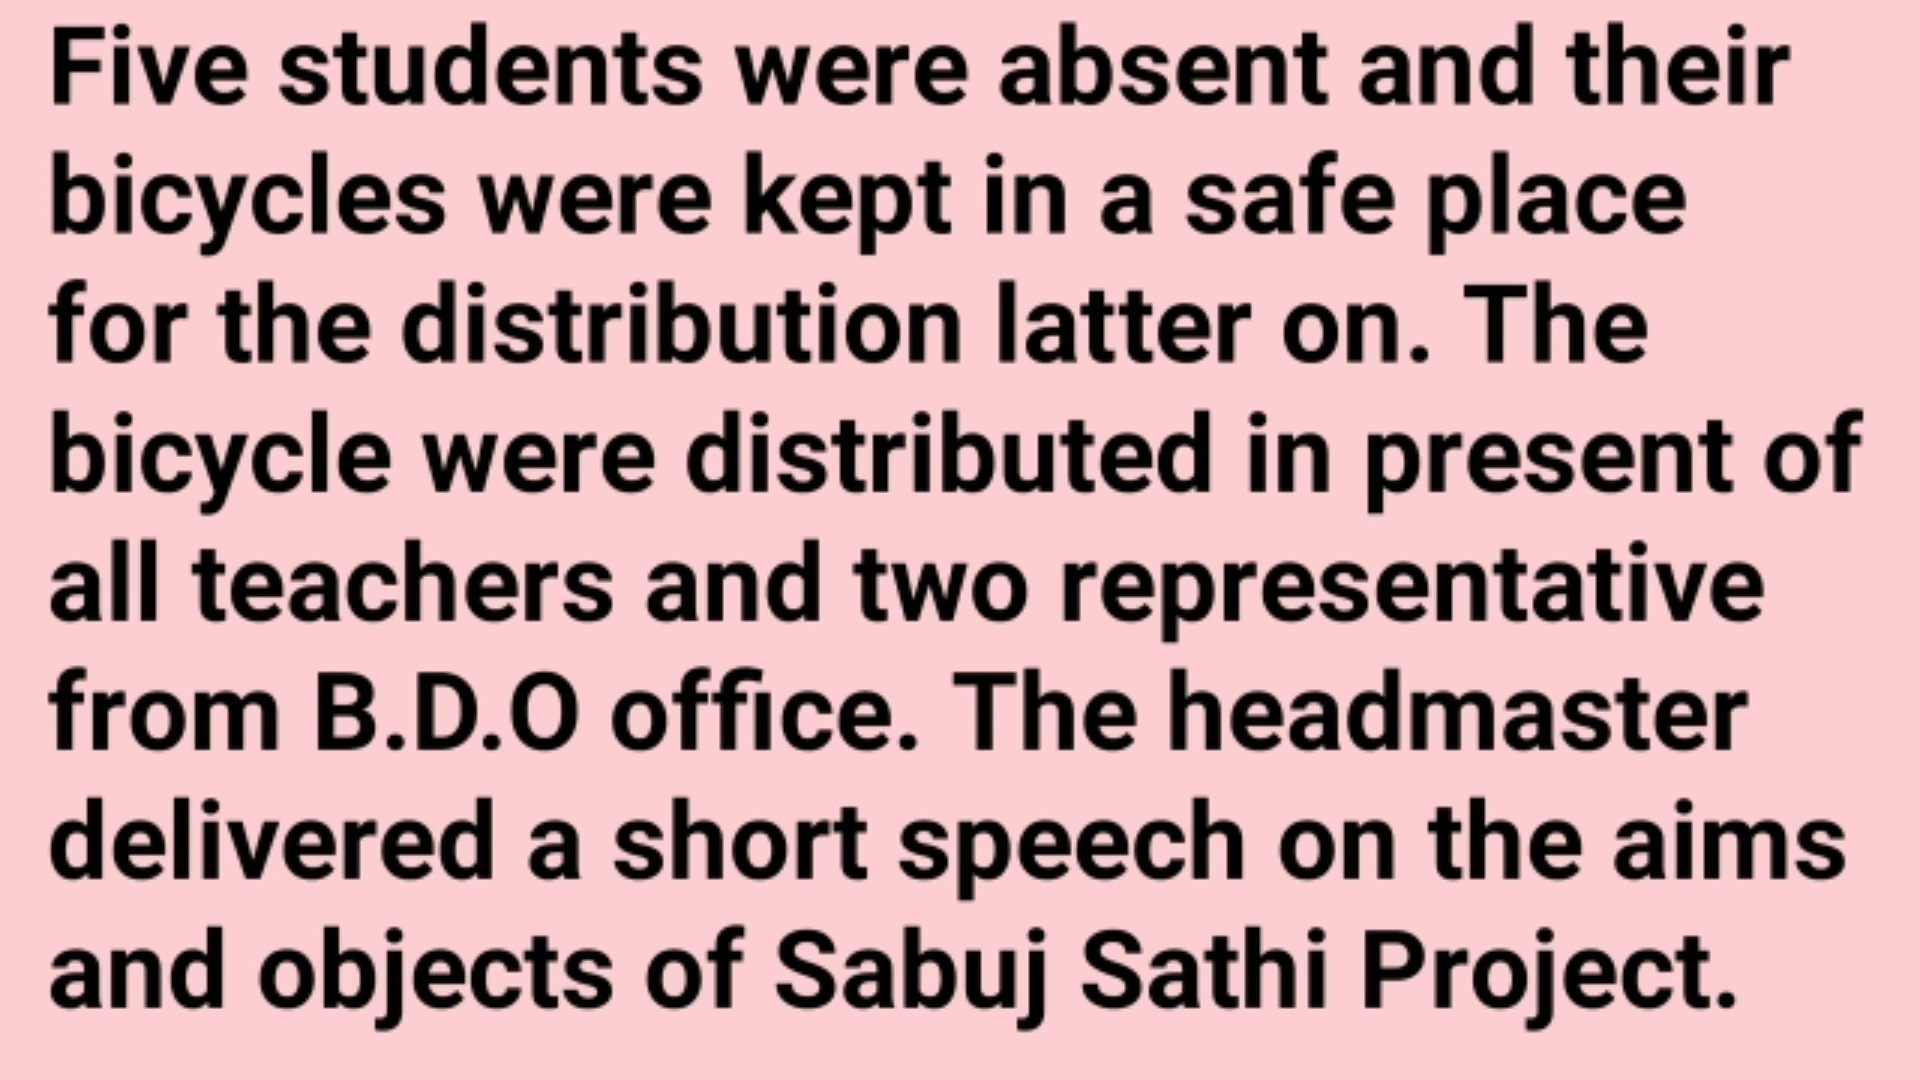 Five students were absent and their
bicycles were kept in a safe place
for the distribution latter on. The
bicycle were distributed in present of
all teachers and two representative
from B.D.O office. The headmaster
delivered a short speech on the aims
and objects of Sabuj Sathi Project.